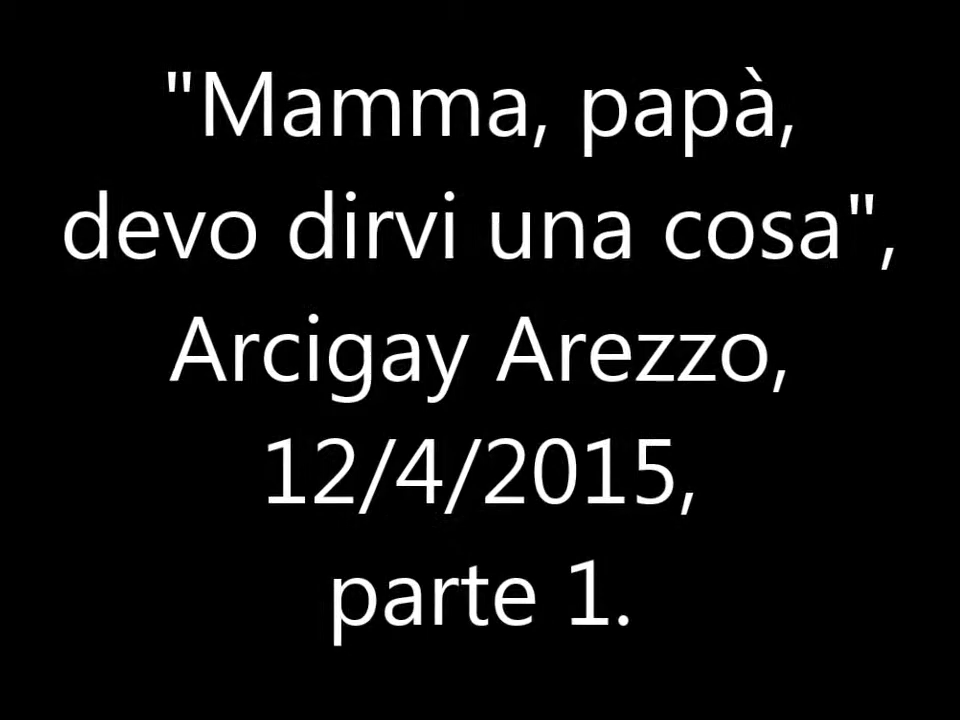 "Mamma, papà,
devo dirvi una cosa",
Arcigay Arezzo,
12/4/2015,
parte 1.